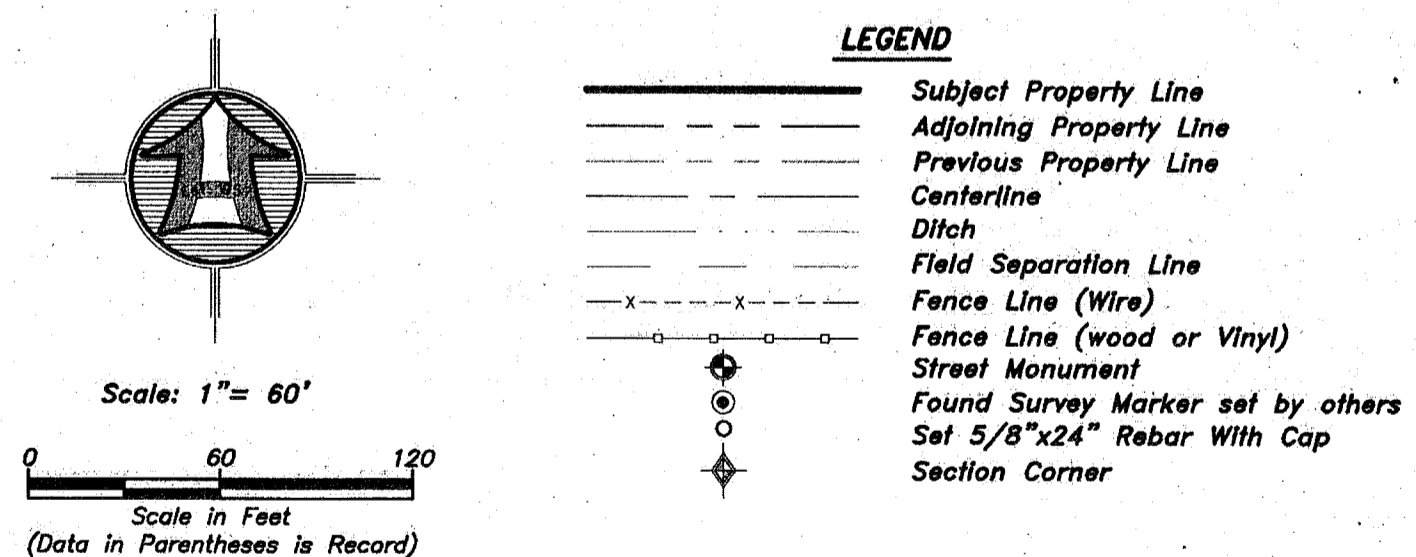 LEGEND
Subject Property Line
Adjoining Property Line
Previous Property Line
Centerline
Ditch
Field Separation Line
Fence Line (Wire)
Fence Line (wood or Vinyl)
Street Monument
Found Survey Marker set by others
Set 5/8"x24" Rebar With Cap
Section Corner
Scale: 1"= 60'
0 60 120
Scale in Feet
(Data in Parentheses is Record)